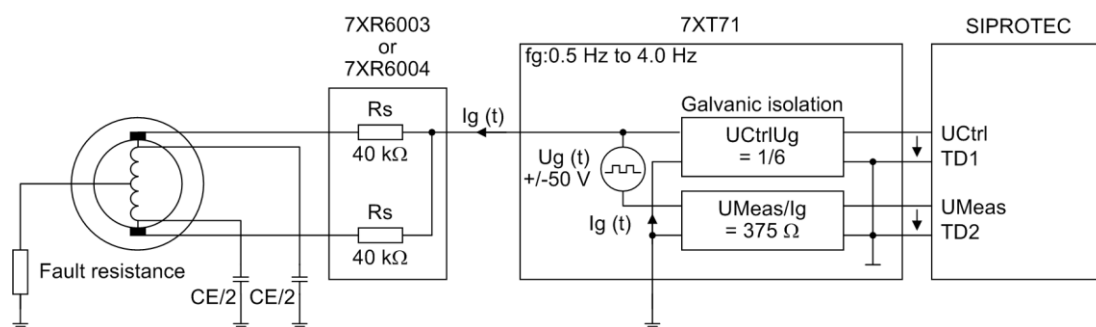 7XR6003
or
7XR6004
7XT71
SIPROTEC
fg:0.5 Hz to 4.0 Hz
Rs
40 kΩ
Ig (t)
Galvanic isolation
UCtrlUg
= 1/6
UCtrl
TD1
Ug (t)
+/-50 V
Rs
40 kΩ
Ig (t)
UMeas/Ig
= 375 Ω
UMeas
TD2
Fault resistance
CE/2
CE/2